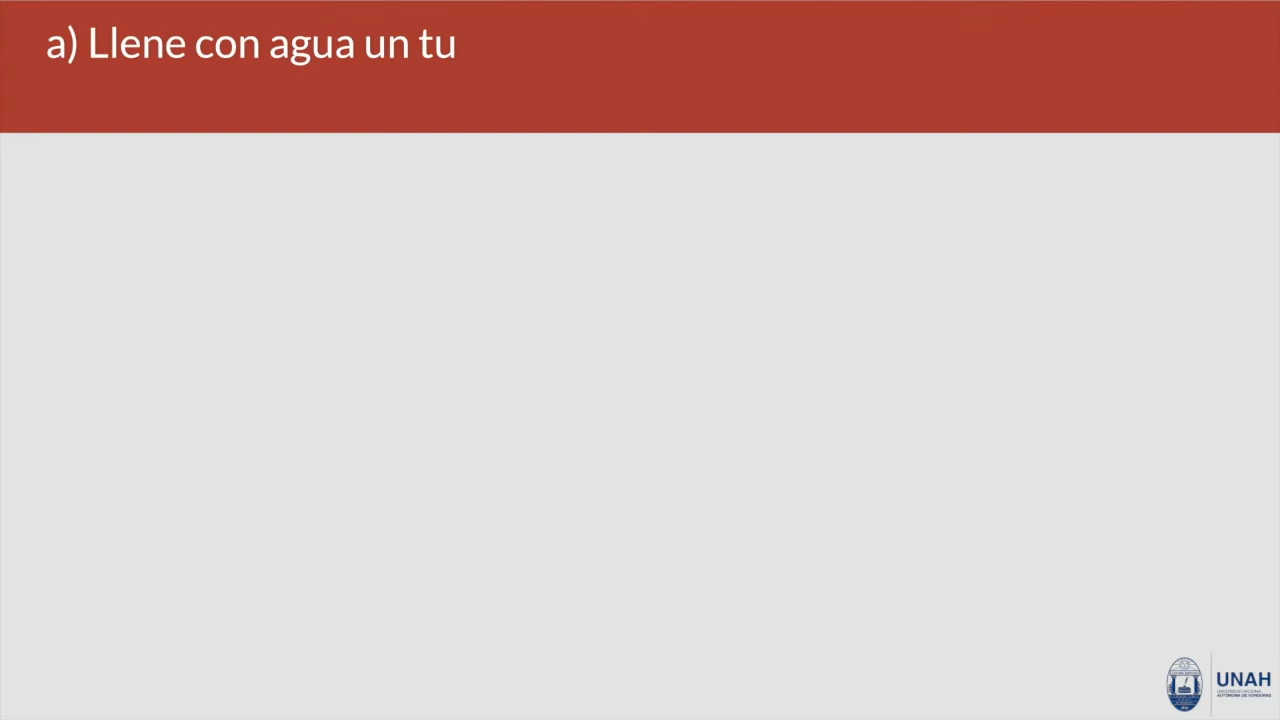 a) Llene con agua un tu
UNAH
UNIVERSIDAD NACIONAL
AUTÓNOMA DE HONDURAS